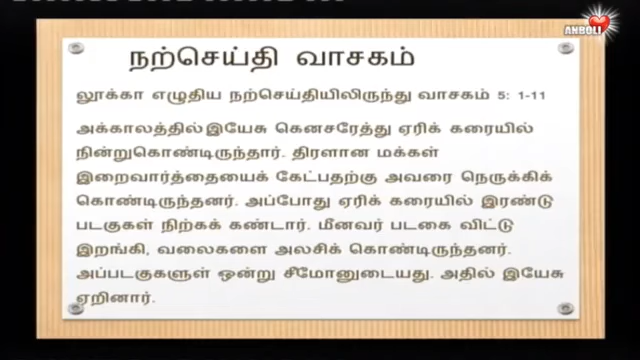 ANBOLI
நற்செய்தி வாசகம்
லூக்கா எழுதிய நற்செய்தியிலிருந்து வாசகம் 5: 1-11
அக்காலத்தில் இயேசு கெனசரேத்து ஏரிக் கரையில்
நின்றுகொண்டிருந்தார். திரளான மக்கள்
இறைவார்த்தையைக் கேட்பதற்கு அவரை நெருக்கிக்
கொண்டிருந்தனர். அப்போது ஏரிக் கரையில் இரண்டு
படகுகள் நிற்கக் கண்டார். மீனவர் படகை விட்டு
இறங்கி, வலைகளை அலசிக் கொண்டிருந்தனர்.
அப்படகுகளுள் ஒன்று சீமோனுடையது. அதில் இயேசு
ஏறினார்.